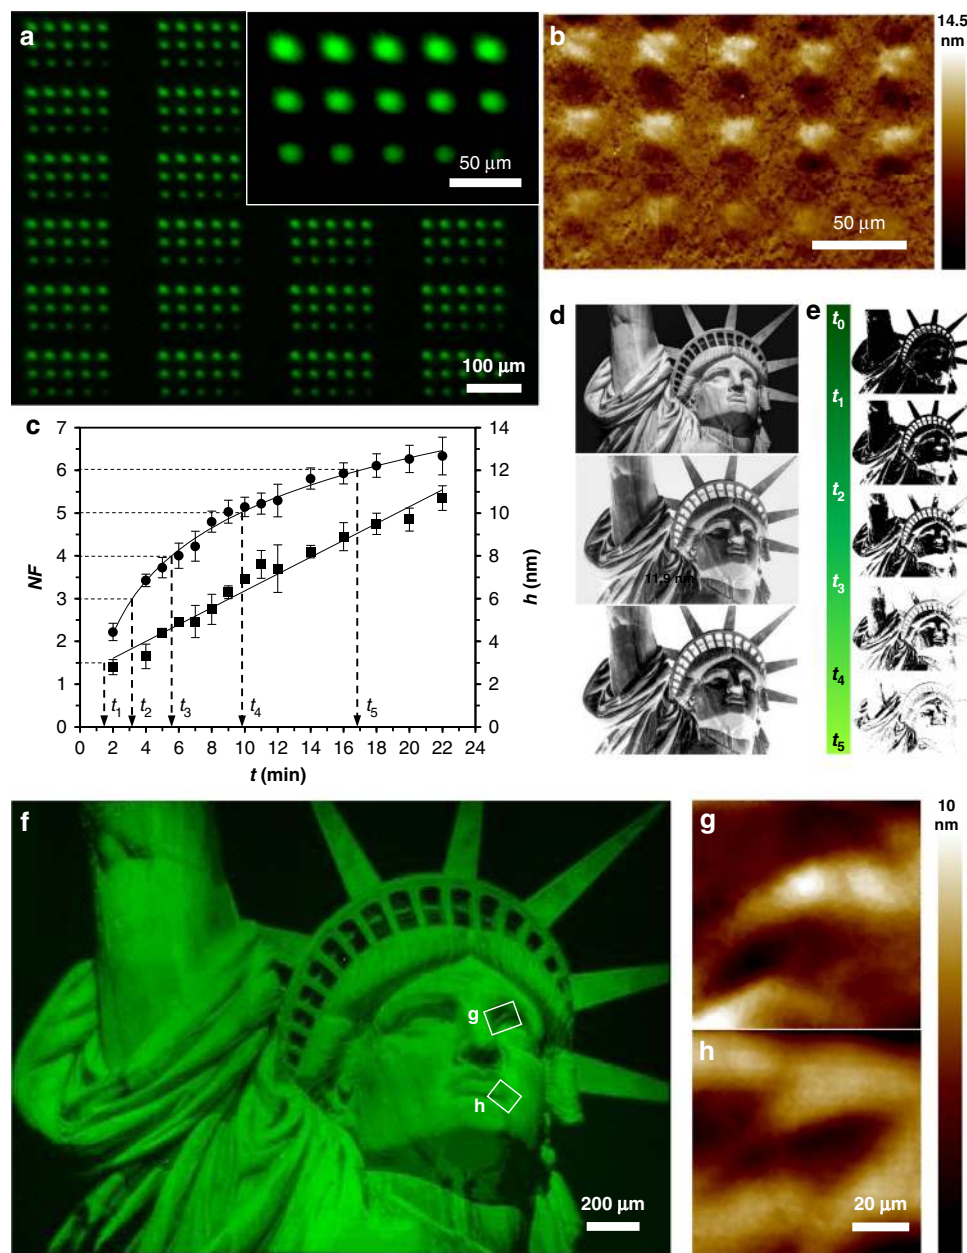 a
50 µm
100 µm
b
50 µm
14.5
nm
c
NF
7
6
5
4
3
2
1
0
14
12
10
8
6
4
2
0
h (nm)
t1
t2
t3
t4
t5
0 2 4 6 8 10 12 14 16 18 20 22 24
t (min)
d
11.9 nm
e
t0
t1
t2
t3
t4
t5
f
g
h
200 µm
g
10
nm
h
20 µm